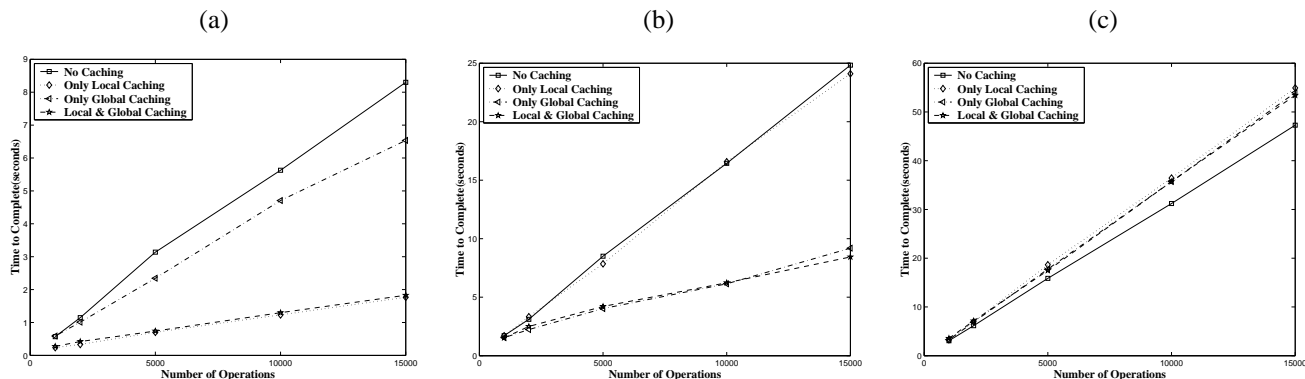 (a)
(b)
(c)
9
8
7
6
5
4
3
2
1
0
Time to Complete(seconds)
No Caching
Only Local Caching
Only Global Caching
Local & Global Caching
0
5000
10000
15000
Number of Operations
25
20
15
10
5
0
Time to Complete(seconds)
No Caching
Only Local Caching
Only Global Caching
Local & Global Caching
0
5000
10000
15000
Number of Operations
60
50
40
30
20
10
0
Time to Complete(seconds)
No Caching
Only Local Caching
Only Global Caching
Local & Global Caching
0
5000
10000
15000
Number of Operations